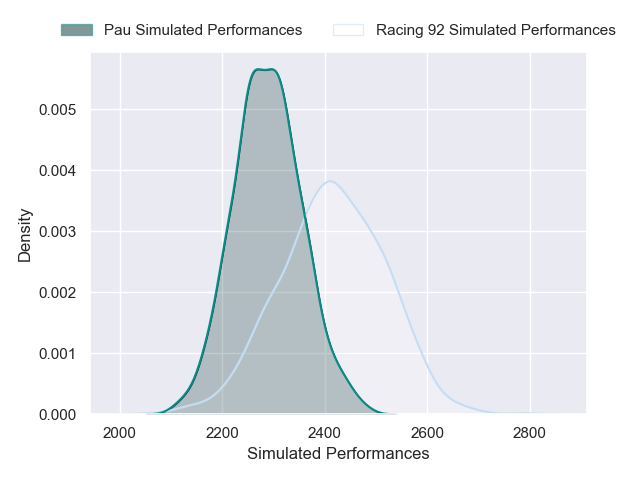 Pau Simulated Performances
Racing 92 Simulated Performances
0.005
0.004
0.003
0.002
0.001
0.000
Density
2000
2200
2400
2600
2800
Simulated Performances